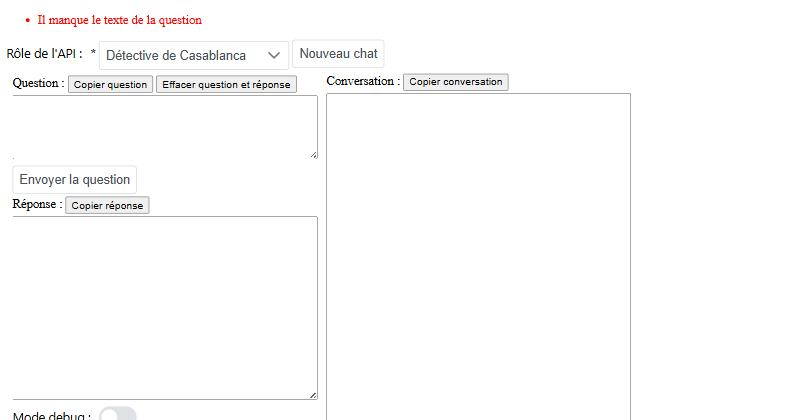 Il manque le texte de la question
Rôle de l'API : * Détective de Casablanca Nouveau chat
Question : Copier question Effacer question et réponse
Conversation : Copier conversation
Envoyer la question
Réponse : Copier réponse
Mode debug :